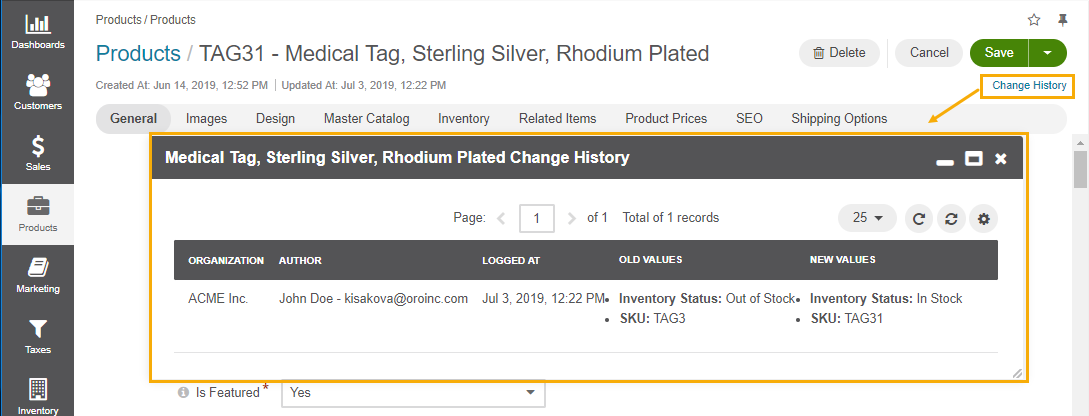 Dashboards
Customers
Sales
Products
Marketing
Taxes
Inventory
Products / Products
Products / TAG31 - Medical Tag, Sterling Silver, Rhodium Plated
Delete
Cancel
Save
Created At: Jun 14, 2019, 12:52 PM | Updated At: Jul 3, 2019, 12:22 PM
Change History
General Images Design Master Catalog Inventory Related Items Product Prices SEO Shipping Options
Medical Tag, Sterling Silver, Rhodium Plated Change History
Page: 1 of 1 Total of 1 records 25
ORGANIZATION AUTHOR LOGGED AT OLD VALUES NEW VALUES
ACME Inc. John Doe - kisakova@oroinc.com Jul 3, 2019, 12:22 PM • Inventory Status: Out of Stock • Inventory Status: In Stock
• SKU: TAG3 • SKU: TAG31
Is Featured * Yes